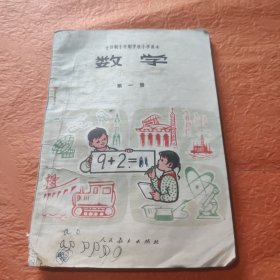 全日制十年制学校小学课本
数学
第一册
9+2=11
人民教育出版社